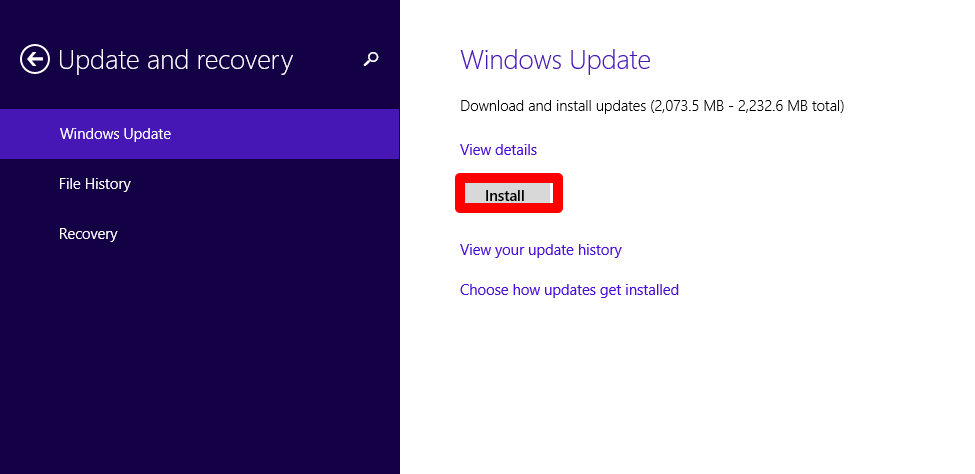 Update and recovery
Windows Update
File History
Recovery
Windows Update
Download and install updates (2,073.5 MB - 2,232.6 MB total)
View details
Install
View your update history
Choose how updates get installed